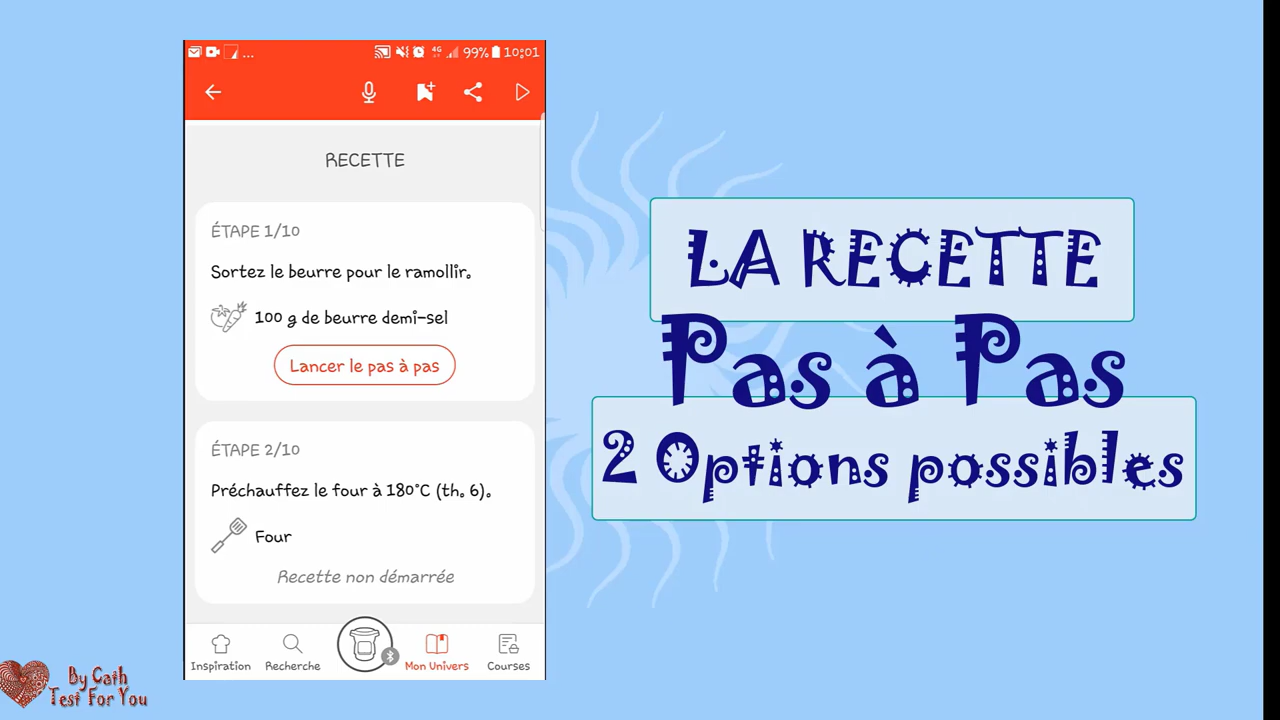 ... 4G 99% 10:01
RECETTE
ÉTAPE 1/10
Sortez le beurre pour le ramollir.
100 g de beurre demi-sel
Lancer le pas à pas
ÉTAPE 2/10
Préchauffez le four à 180°C (th. 6).
Four
Recette non démarrée
Inspiration Recherche Mon Univers Courses
LA RECETTE
Pas à Pas
2 Options possibles
By Cath
Test For You